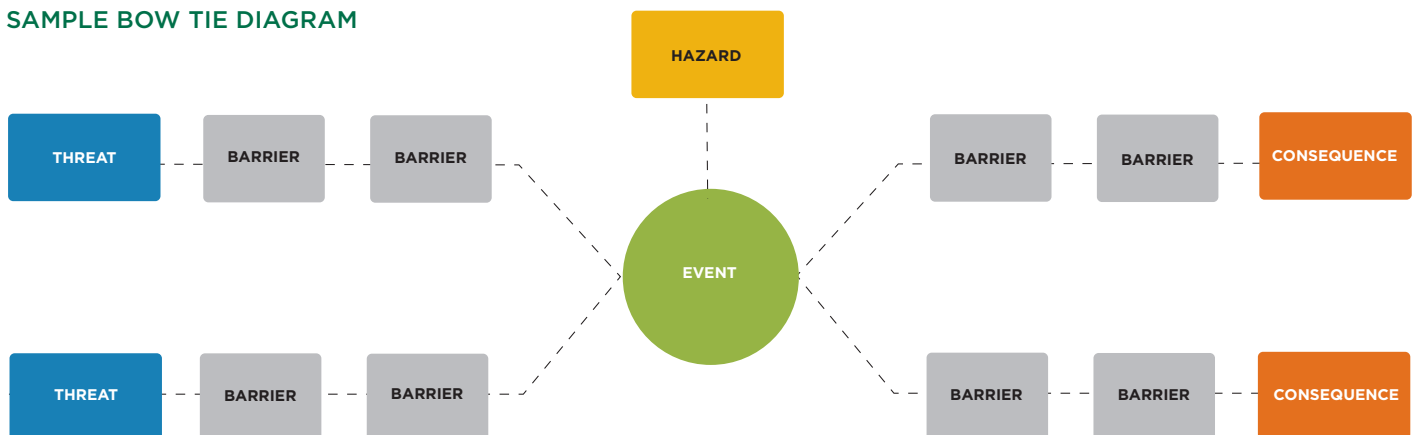 SAMPLE BOW TIE DIAGRAM
HAZARD
THREAT
BARRIER
BARRIER
BARRIER
BARRIER
CONSEQUENCE
EVENT
THREAT
BARRIER
BARRIER
BARRIER
BARRIER
CONSEQUENCE